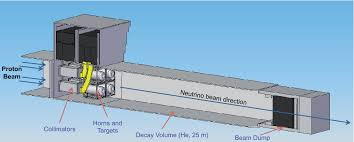 Proton
Beam
Neutrino beam direction
Collimators
Horns and
Targets
Decay Volume (He, 25 m)
Beam Dump